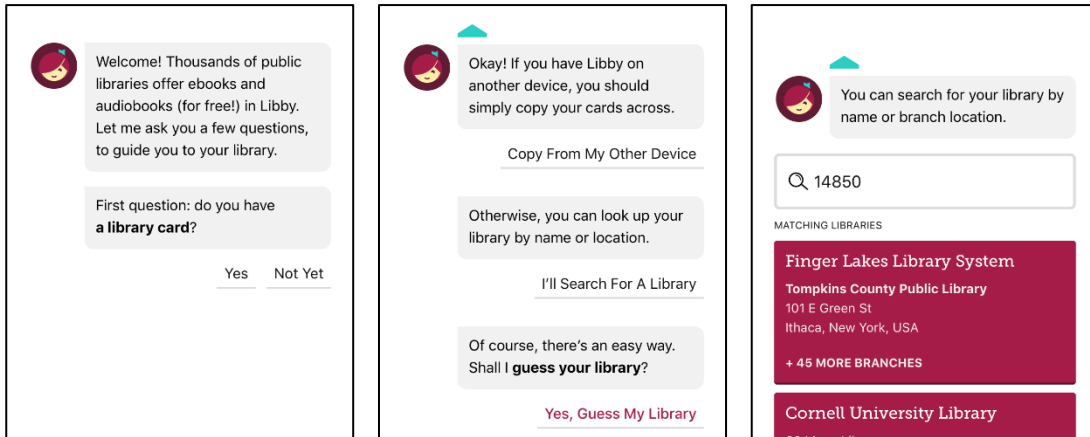 Welcome! Thousands of public
libraries offer ebooks and
audiobooks (for free!) in Libby.
Let me ask you a few questions,
to guide you to your library.
First question: do you have
a library card?
Yes
Not Yet
Okay! If you have Libby on
another device, you should
simply copy your cards across.
Copy From My Other Device
Otherwise, you can look up your
library by name or location.
I'll Search For A Library
Of course, there's an easy way.
Shall I guess your library?
Yes, Guess My Library
You can search for your library by
name or branch location.
14850
MATCHING LIBRARIES
Finger Lakes Library System
Tompkins County Public Library
101 E Green St
Ithaca, New York, USA
+ 45 MORE BRANCHES
Cornell University Library